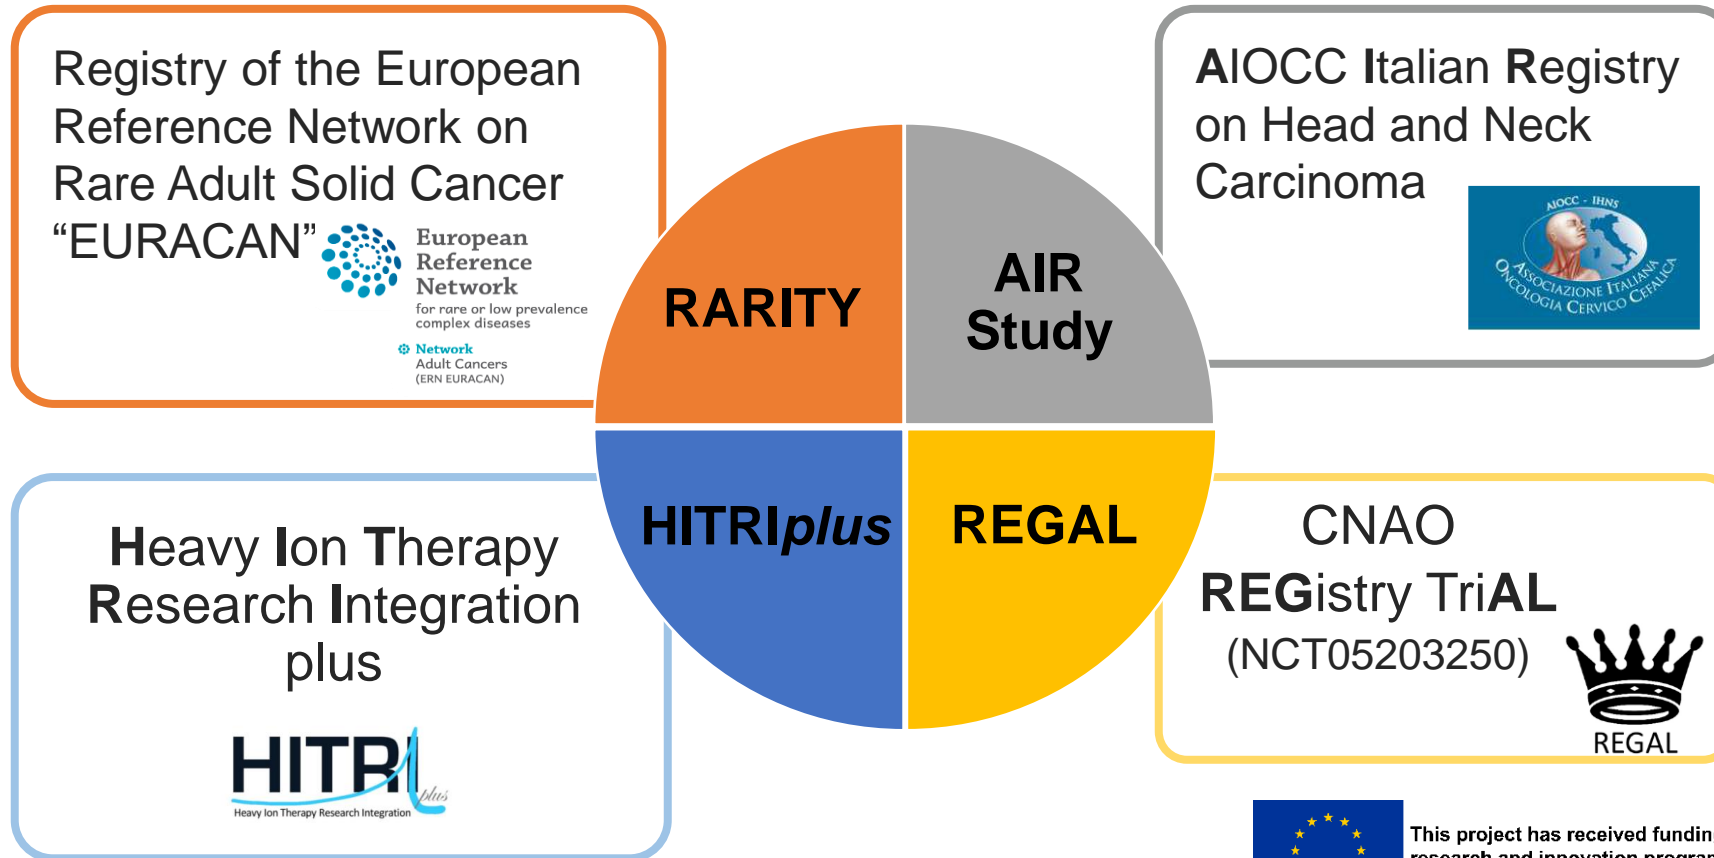 Registry of the European
Reference Network on
Rare Adult Solid Cancer
“EURACAN”
European
Reference
Network
for rare or low prevalence
complex diseases
Network
Adult Cancers
(ERN EURACAN)
AIOCC Italian Registry
on Head and Neck
Carcinoma
AIOCC - IHNS
ASSOCIAZIONE ITALIANA
ONCOLOGIA CERVICO CEFALICA
RARITY
AIR
Study
HITRIplus
REGAL
Heavy Ion Therapy
Research Integration
plus
HITRI
plus
Heavy Ion Therapy Research Integration
CNAO
REGistry TriAL
(NCT05203250)
REGAL
This project has received
research and innovation